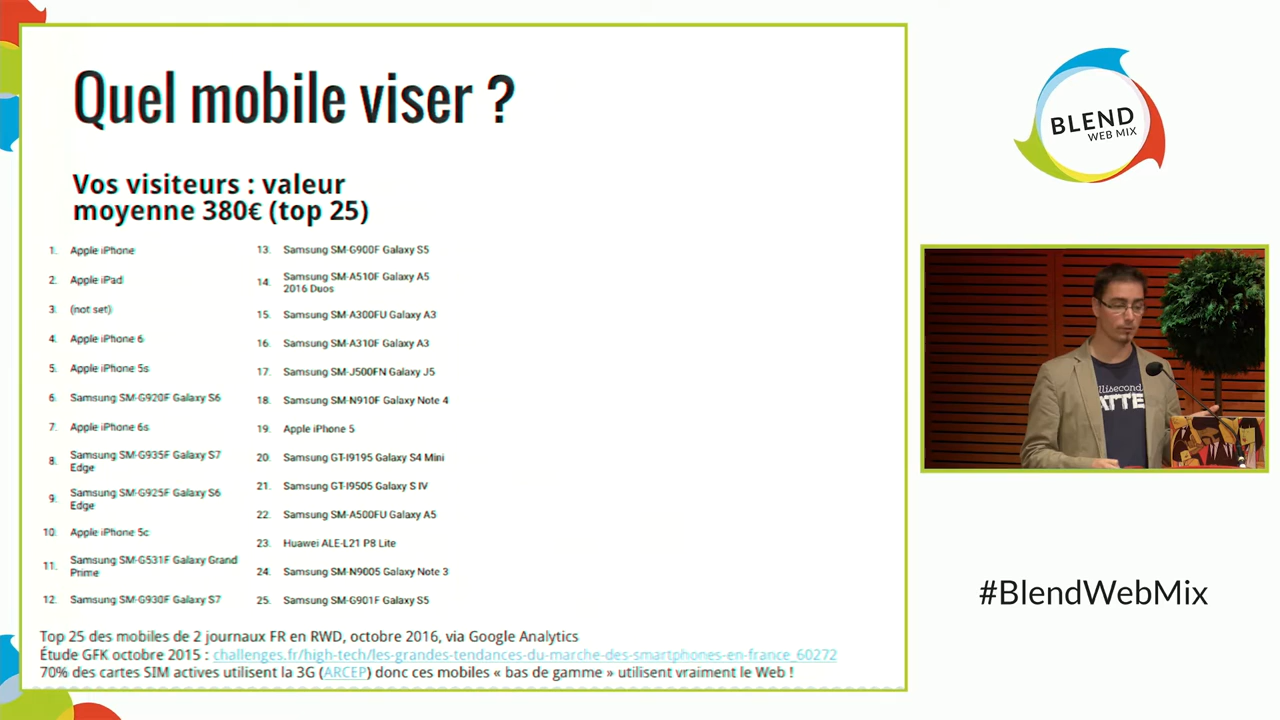 Quel mobile viser ?
Vos visiteurs : valeur
moyenne 380€ (top 25)
1. Apple iPhone
2. Apple iPad
3. (not set)
4. Apple iPhone 6
5. Apple iPhone 5s
6. Samsung SM-G920F Galaxy S6
7. Apple iPhone 6s
8. Samsung SM-G935F Galaxy S7
Edge
9. Samsung SM-G925F Galaxy S6
Edge
10. Apple iPhone 5c
11. Samsung SM-G531F Galaxy Grand
Prime
12. Samsung SM-G930F Galaxy S7
13. Samsung SM-G900F Galaxy S5
14. Samsung SM-A510F Galaxy A5
2016 Duos
15. Samsung SM-A300FU Galaxy A3
16. Samsung SM-A310F Galaxy A3
17. Samsung SM-J500FN Galaxy J5
18. Samsung SM-N910F Galaxy Note 4
19. Apple iPhone 5
20. Samsung GT-I9195 Galaxy S4 Mini
21. Samsung GT-I9505 Galaxy S IV
22. Samsung SM-A500FU Galaxy A5
23. Huawei ALE-L21 P8 Lite
24. Samsung SM-N9005 Galaxy Note 3
25. Samsung SM-G901F Galaxy S5
Top 25 des mobiles de 2 journaux FR en RWD, octobre 2016, via Google Analytics
Étude GFK octobre 2015 : challenges.fr/high-tech/les-grandes-tendances-du-marche-des-smartphones-en-france_60272
70% des cartes SIM actives utilisent la 3G (ARCEP) donc ces mobiles « bas de gamme » utilisent vraiment le Web !
BLEND
WEB MIX
#BlendWebMix